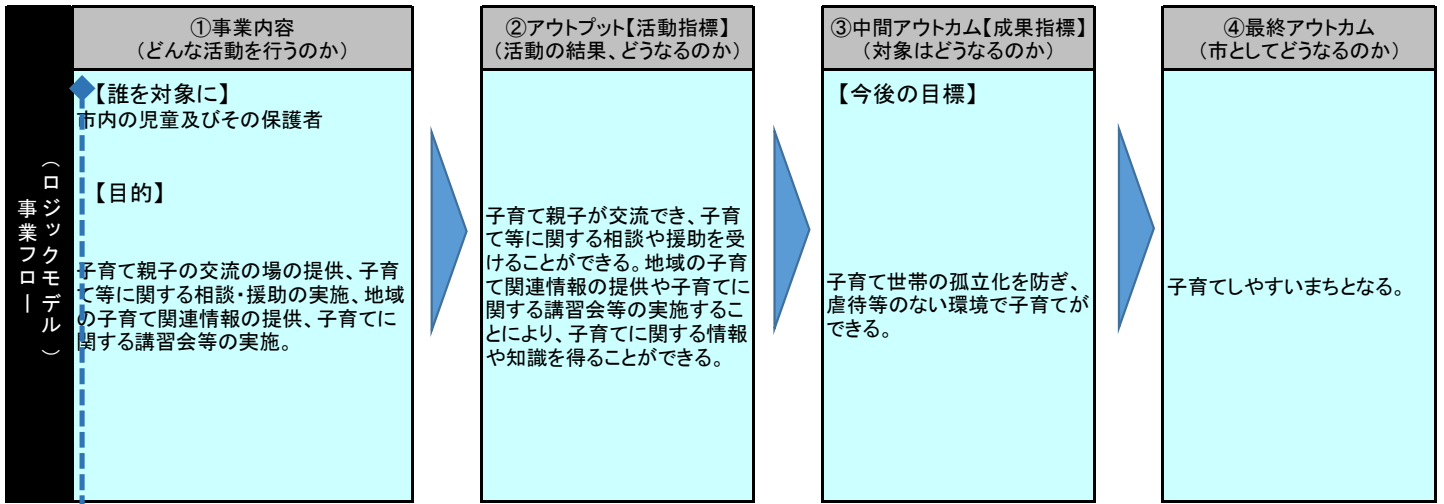 事業フロー
（ロジックモデル）
①事業内容
（どんな活動を行うのか）
【誰を対象に】
市内の児童及びその保護者
【目的】
子育て親子の交流の場の提供、子育
て等に関する相談・援助の実施、地域
の子育て関連情報の提供、子育てに
関する講習会等の実施。
②アウトプット【活動指標】
（活動の結果、どうなるのか）
子育て親子が交流でき、子育
て等に関する相談や援助を受
けることができる。地域の子育
て関連情報の提供や子育てに
関する講習会等の実施するこ
とにより、子育てに関する情報
や知識を得ることができる。
③中間アウトカム【成果指標】
（対象はどうなるのか）
【今後の目標】
子育て世帯の孤立化を防ぎ、
虐待等のない環境で子育てが
できる。
④最終アウトカム
（市としてどうなるのか）
子育てしやすいまちとなる。